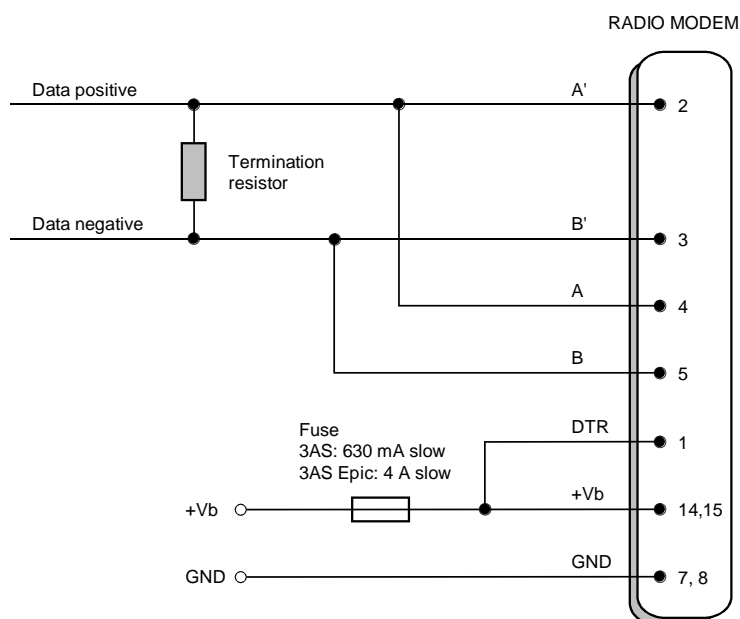 RADIO MODEM
Data positive
A'
2
Termination
resistor
Data negative
B'
3
A
4
B
5
Fuse
3AS: 630 mA slow
3AS Epic: 4 A slow
DTR
1
+Vb
+Vb
14,15
GND
GND
7, 8